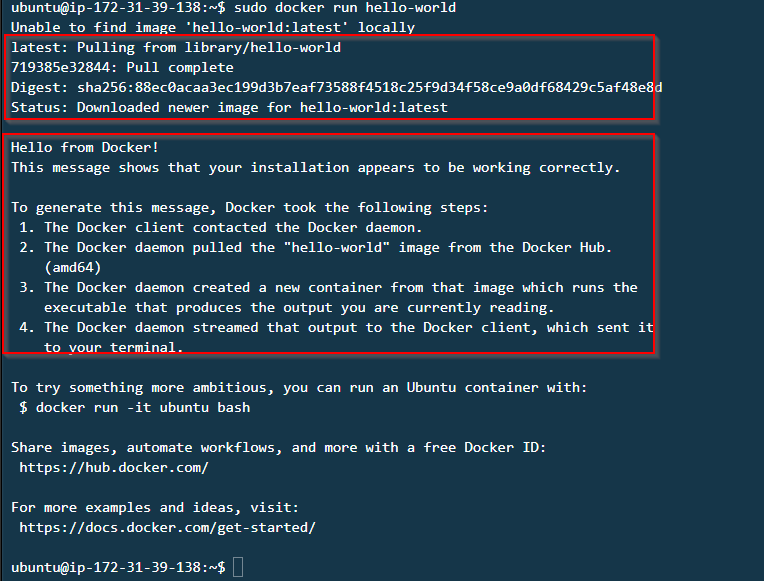 ubuntu@ip-172-31-39-138:~$ sudo docker run hello-world
Unable to find image 'hello-world:latest' locally
latest: Pulling from library/hello-world
719385e32844: Pull complete
Digest: sha256:88ec0acaa3ec199d3b7eaf73588f4518c25f9d34f58ce9a0df68429c5af48e8d
Status: Downloaded newer image for hello-world:latest
Hello from Docker!
This message shows that your installation appears to be working correctly.
To generate this message, Docker took the following steps:
1. The Docker client contacted the Docker daemon.
2. The Docker daemon pulled the "hello-world" image from the Docker Hub.
(amd64)
3. The Docker daemon created a new container from that image which runs the
executable that produces the output you are currently reading.
4. The Docker daemon streamed that output to the Docker client, which sent it
to your terminal.
To try something more ambitious, you can run an Ubuntu container with:
$ docker run -it ubuntu bash
Share images, automate workflows, and more with a free Docker ID:
https://hub.docker.com/
For more examples and ideas, visit:
https://docs.docker.com/get-started/
ubuntu@ip-172-31-39-138:~$